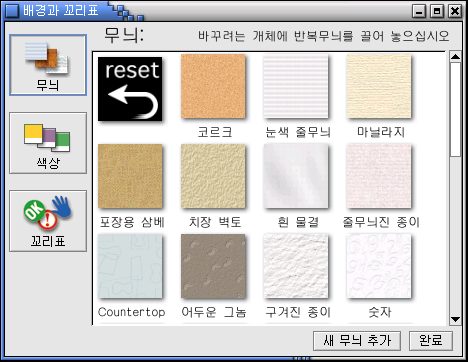 배경과 꼬리표
무늬
색상
꼬리표
무늬: 바꾸려는 개체에 반복무늬를 끌어 놓으십시오
reset
코르크 눈색 줄무늬 마닐라지
포장용 삼베 치장 벽토 흰 물결 줄무늬진 종이
Countertop 어두운 그놈 구겨진 종이 숫자
새 무늬 추가 완료